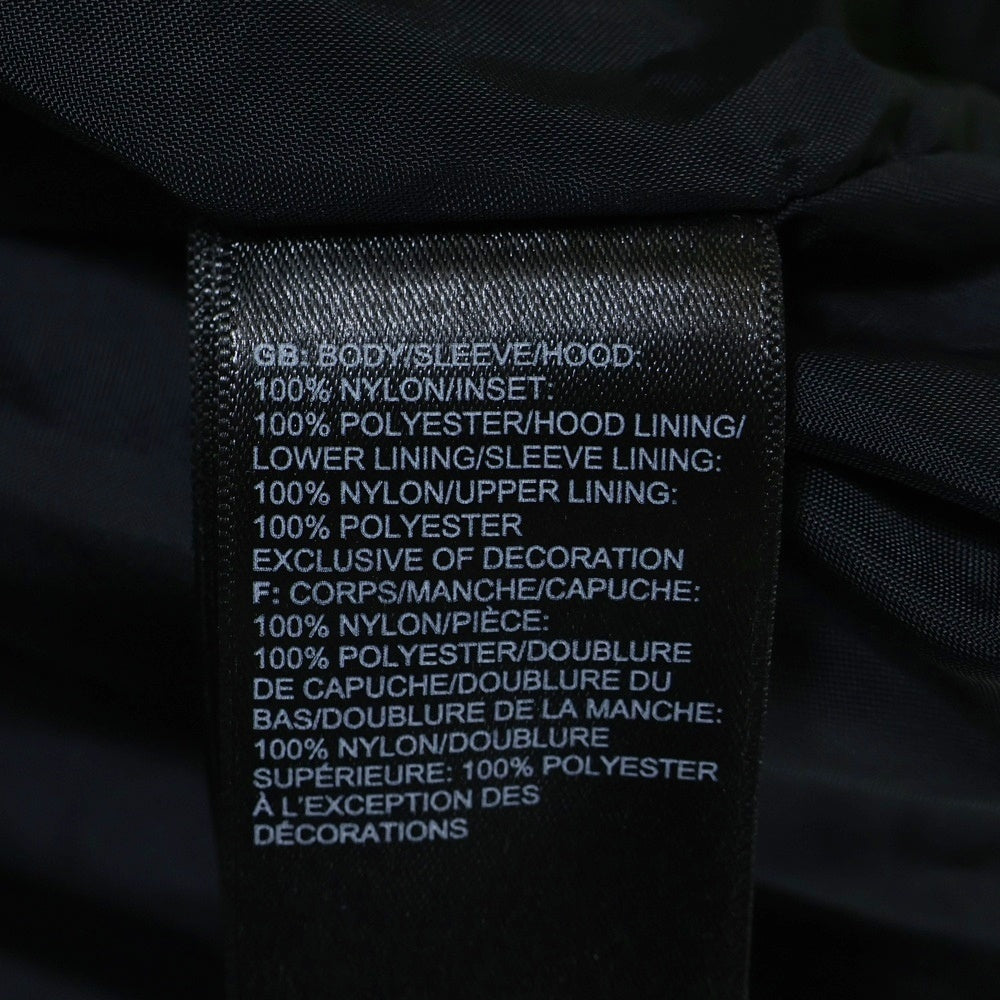 GB: BODY/SLEEVE/HOOD:
100% NYLON/INSET:
100% POLYESTER/HOOD LINING/
LOWER LINING/SLEEVE LINING:
100% NYLON/UPPER LINING:
100% POLYESTER
EXCLUSIVE OF DECORATION
F: CORPS/MANCHE/CAPUCHE:
100% NYLON/PIÈCE:
100% POLYESTER/DOUBLURE
DE CAPUCHE/DOUBLURE DU
BAS/DOUBLURE DE LA MANCHE:
100% NYLON/DOUBLURE
SUPÉRIEURE: 100% POLYESTER
À L'EXCEPTION DES
DÉCORATIONS